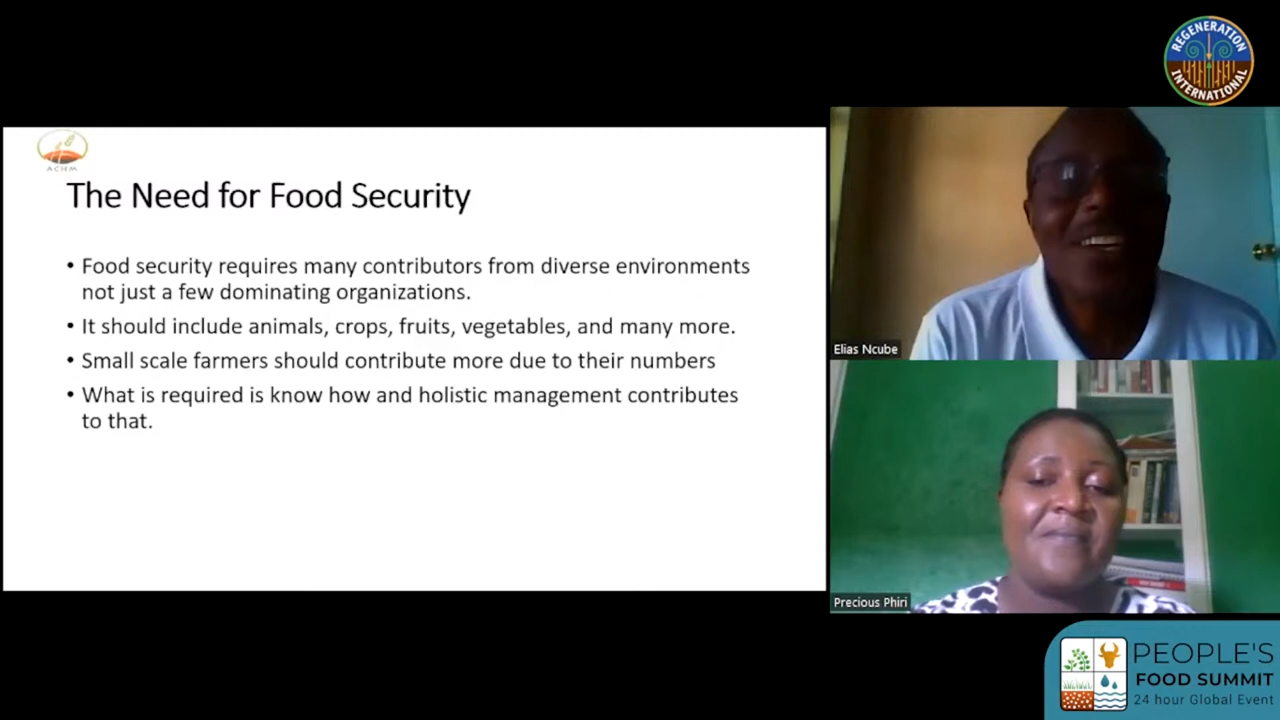 REGENERATION
INTERNATIONAL
ACHM
The Need for Food Security
• Food security requires many contributors from diverse environments
not just a few dominating organizations.
• It should include animals, crops, fruits, vegetables, and many more.
• Small scale farmers should contribute more due to their numbers
• What is required is know how and holistic management contributes
to that.
Elias Ncube
Precious Phiri
PEOPLE'S
FOOD SUMMIT
24 hour Global Event